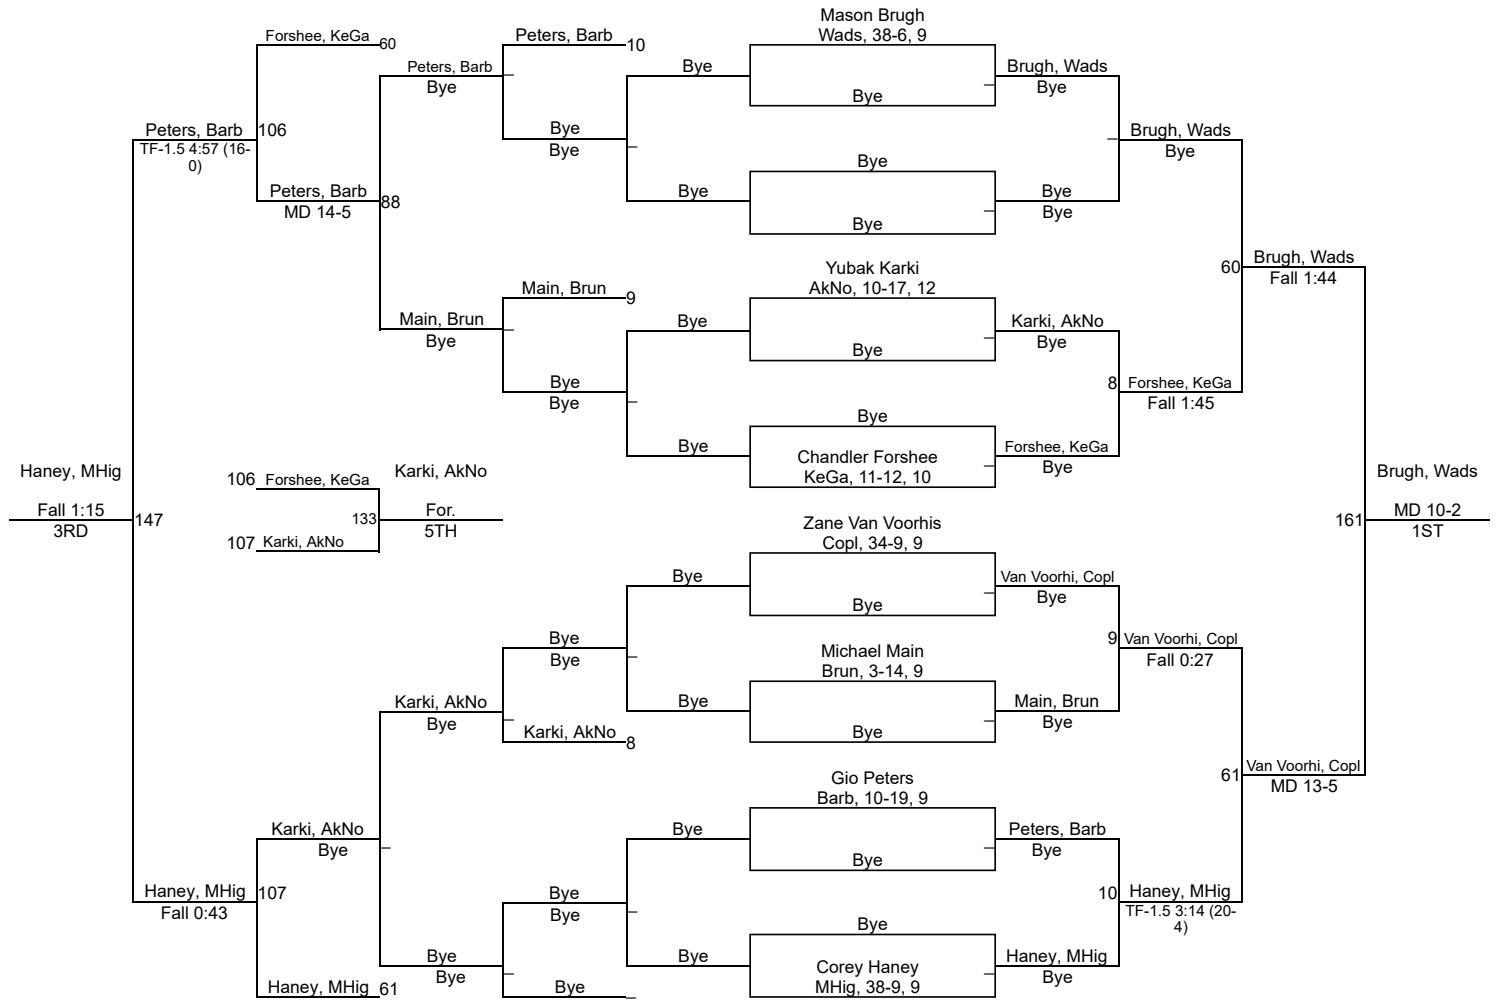 Mason Brugh
Wads, 38-6, 9
Forshee, KeGa
60
Peters, Barb
10
Peters, Barb
Bye
Bye
Bye
Brugh, Wads
Bye
Peters, Barb
106
TF-1.5 4:57 (16-
0)
Bye
Bye
Brugh, Wads
Bye
Peters, Barb
88
MD 14-5
Bye
Bye
Bye
Bye
Bye
Yubak Karki
AkNo, 10-17, 12
60
Brugh, Wads
Fall 1:44
Main, Brun
9
Main, Brun
Bye
Bye
Bye
Karki, AkNo
Bye
Bye
Bye
8
Forshee, KeGa
Fall 1:45
Bye
Bye
Chandler Forshee
KeGa, 11-12, 10
Forshee, KeGa
Bye
Haney, MHig
Fall 1:15
3RD
147
106
Forshee, KeGa
107
Karki, AkNo
133
Karki, AkNo
For.
5TH
161
Brugh, Wads
MD 10-2
1ST
Zane Van Voorhis
Copl, 34-9, 9
Bye
Bye
Van Voorhi, Copl
Bye
Bye
Bye
Michael Main
Brun, 3-14, 9
9
Van Voorhi, Copl
Fall 0:27
Karki, AkNo
Bye
Karki, AkNo
8
Bye
Bye
Main, Brun
Bye
Gio Peters
Barb, 10-19, 9
61
Van Voorhi, Copl
MD 13-5
Karki, AkNo
Bye
Bye
Bye
Peters, Barb
Bye
Haney, MHig
107
Fall 0:43
Bye
Bye
10
Haney, MHig
TF-1.5 3:14 (20-
4)
Bye
Bye
Bye
Bye
Corey Haney
MHig, 38-9, 9
Haney, MHig
Bye
Haney, MHig
61
Bye